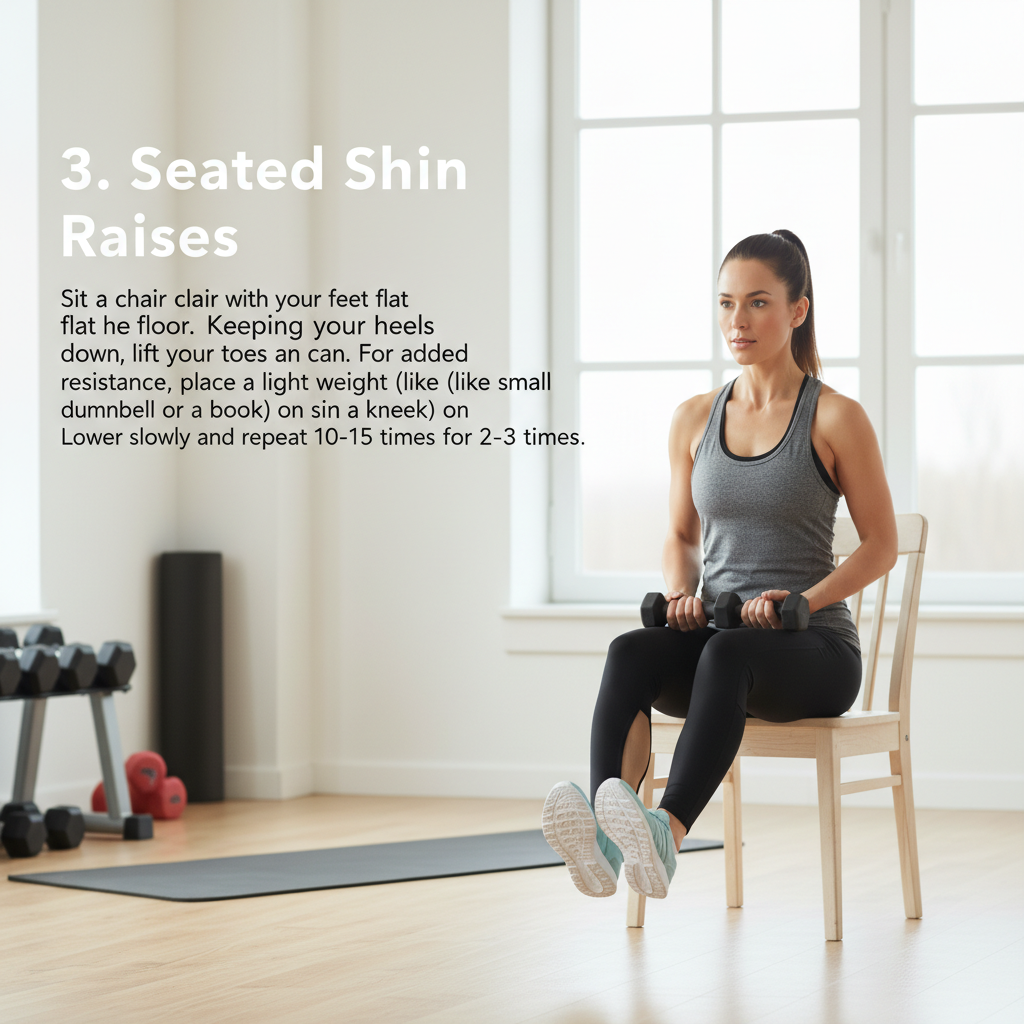 3. Seated Shin
Raises
Sit a chair clair with your feet flat
flat he floor. Keeping your heels
down, lift your toes an can. For added
resistance, place a light weight (like (like small
dumnbell or a book) on sin a kneek) on
Lower slowly and repeat 10-15 times for 2-3 times.